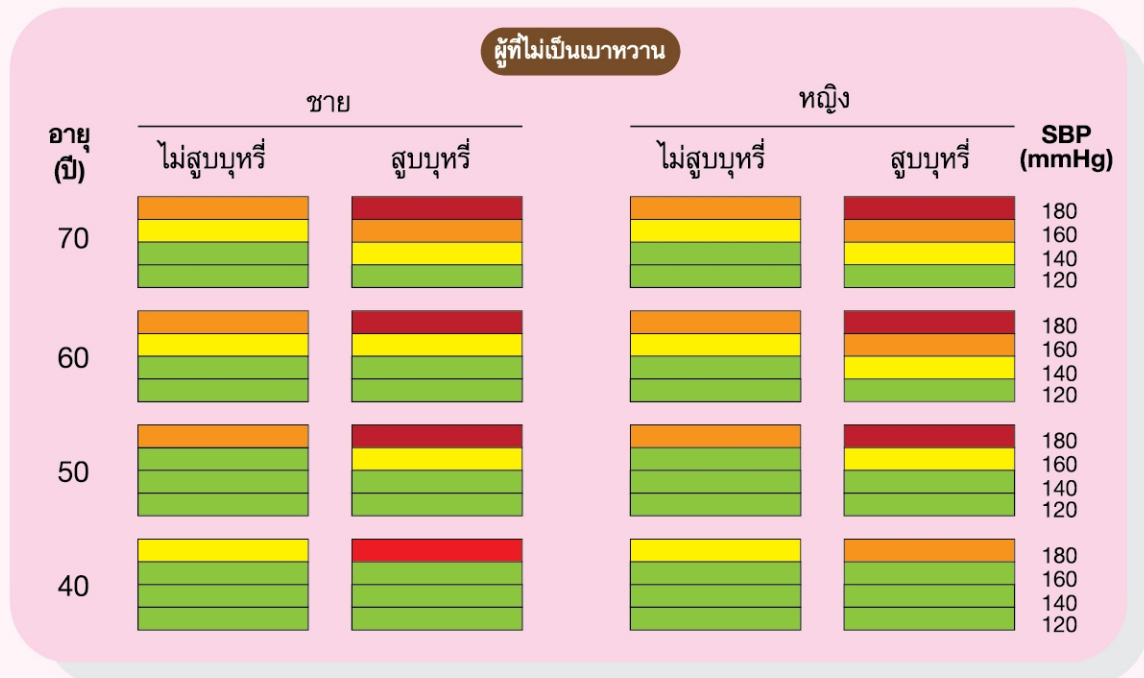 ผู้ที่ไม่เป็นเบาหวาน
ชาย
หญิง
อายุ
(ปี)
ไม่สูบบุหรี่
สูบบุหรี่
ไม่สูบบุหรี่
สูบบุหรี่
SBP
(mmHg)
70
180
160
140
120
60
180
160
140
120
50
180
160
140
120
40
180
160
140
120